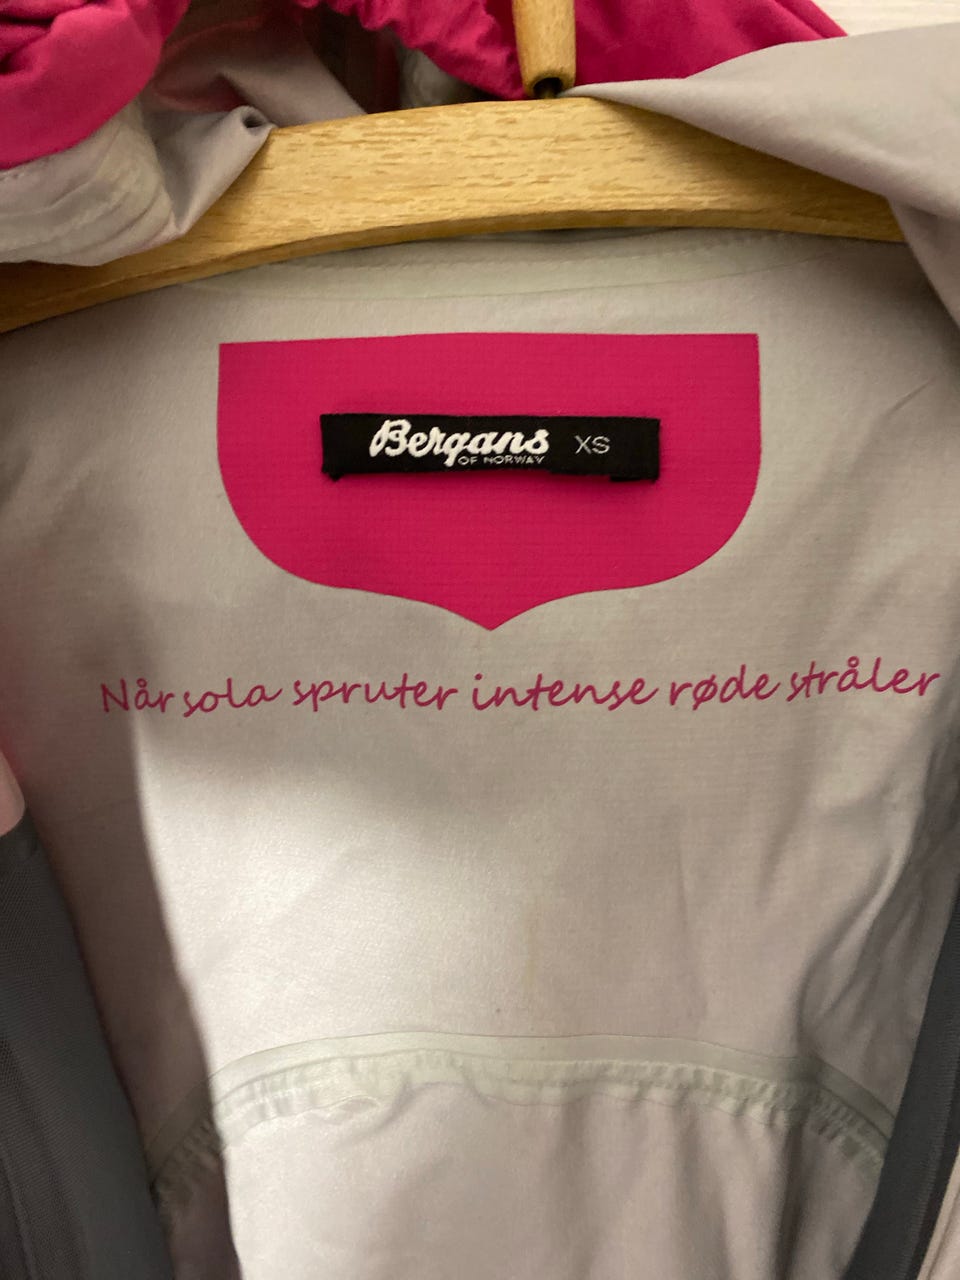 Bergans XS
OF NORWAY
Når sola spruter intense røde stråler